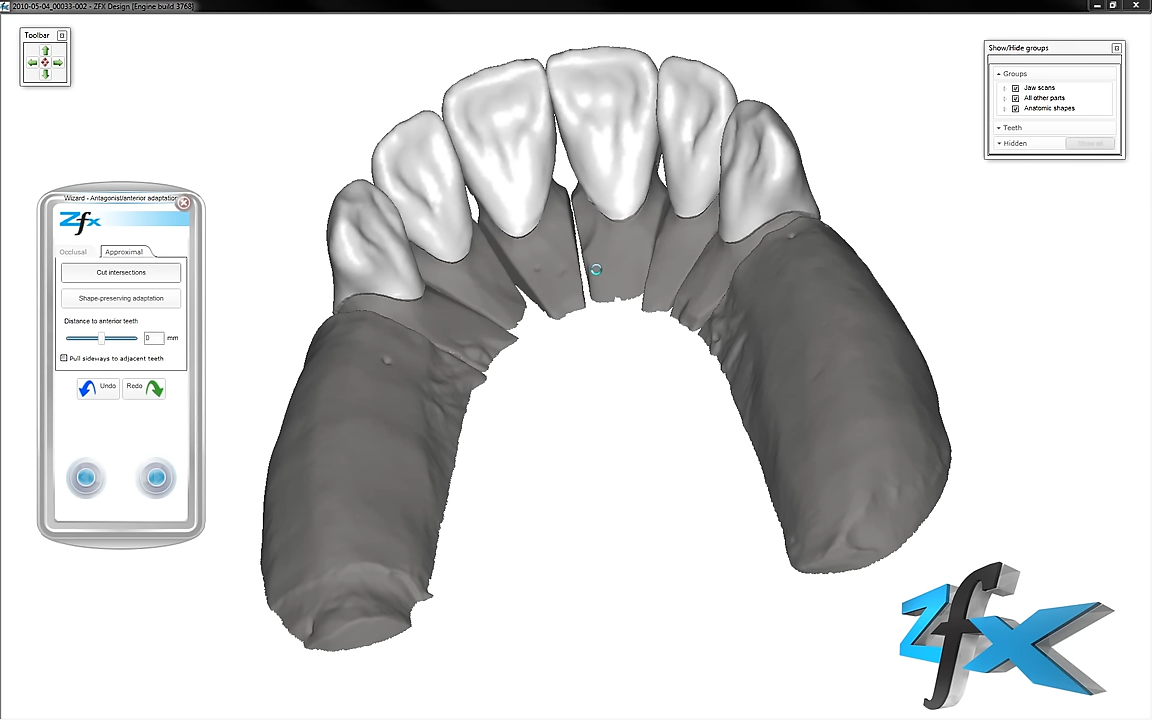 2010-05-04_00033-002 - ZFX Design [Engine build 3768]
Toolbar
Show/Hide groups
Groups
Jaw scans
All other parts
Anatomic shapes
Teeth
Hidden
Show all
Wizard - Antagonist/anterior adaptation
Zfx
Occlusal
Approximal
Cut intersections
Shape-preserving adaptation
Distance to anterior teeth
0 mm
Pull sideways to adjacent teeth
Undo
Redo
zfx